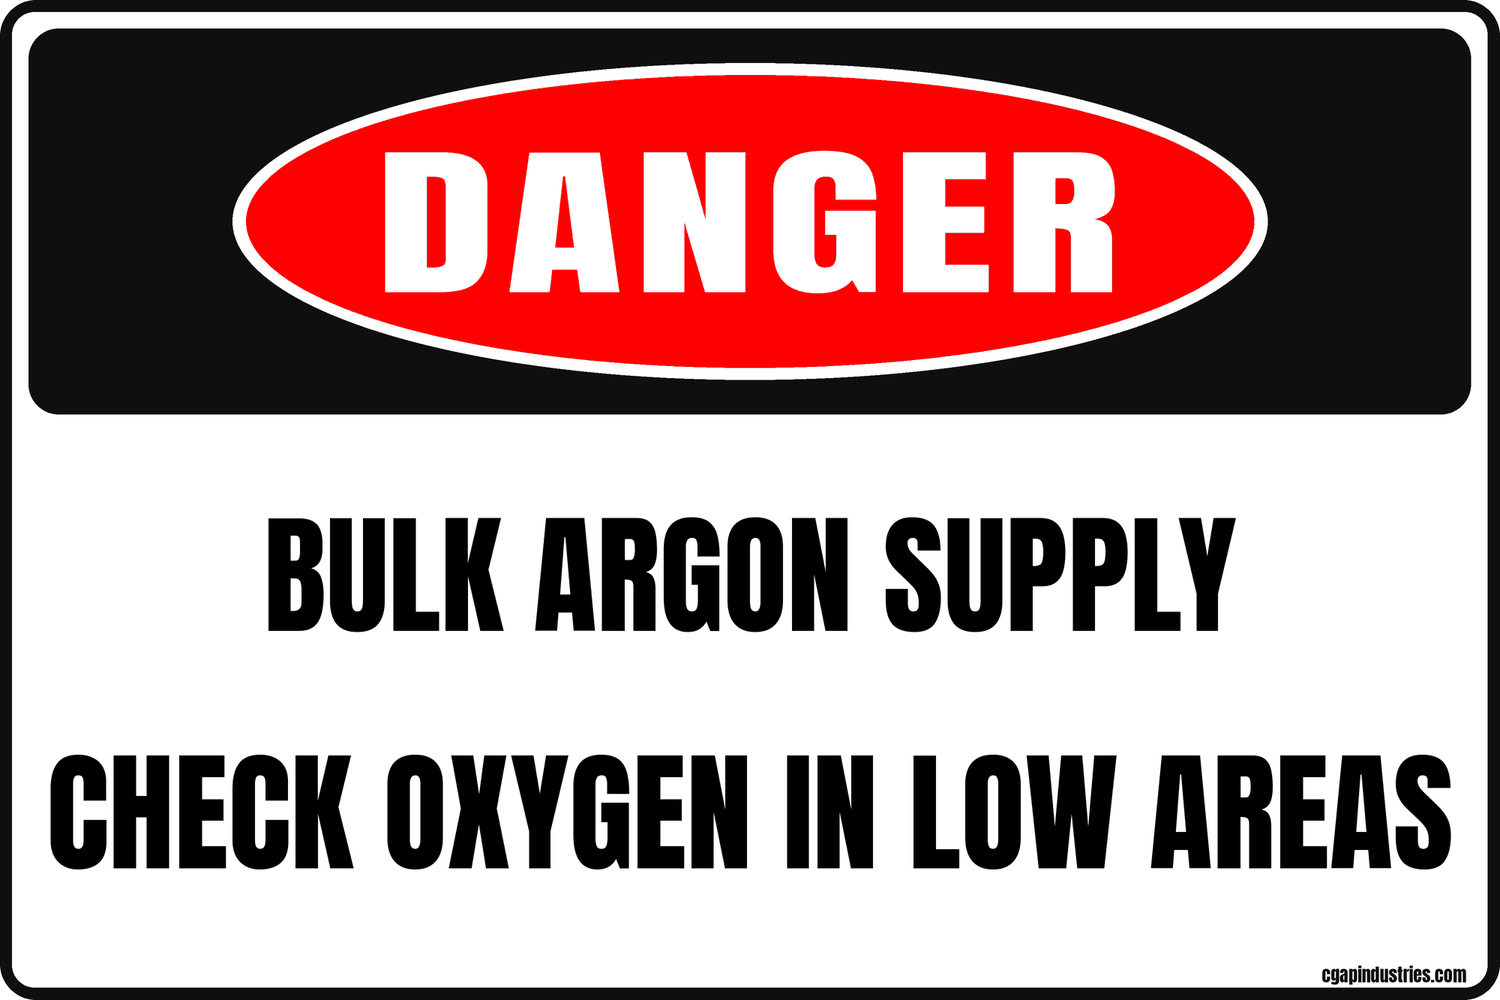 DANGER
BULK ARGON SUPPLY
CHECK OXYGEN IN LOW AREAS
cgapindustries.com